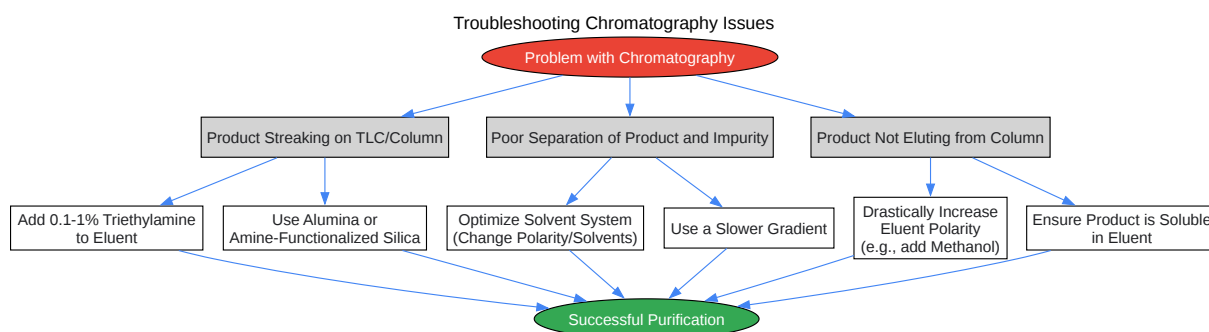 Troubleshooting Chromatography Issues
Problem with Chromatography
Product Streaking on TLC/Column
Poor Separation of Product and Impurity
Product Not Eluting from Column
Add 0.1-1% Triethylamine
to Eluent
Use Alumina or
Amine-Functionalized Silica
Optimize Solvent System
(Change Polarity/Solvents)
Use a Slower Gradient
Drastically Increase
Eluent Polarity
(e.g., add Methanol)
Ensure Product is Soluble
in Eluent
Successful Purification